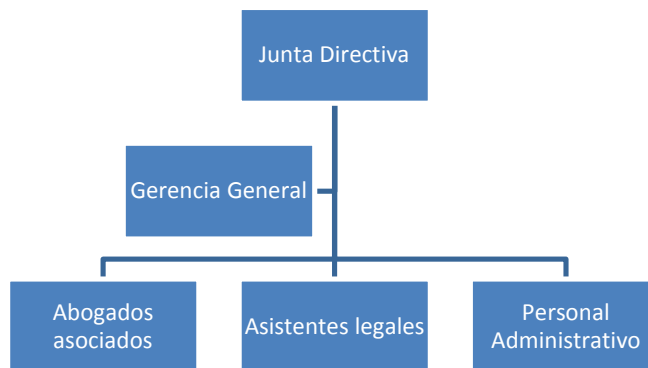 Junta Directiva
Gerencia General
Abogados
asociados
Asistentes legales
Personal
Administrativo